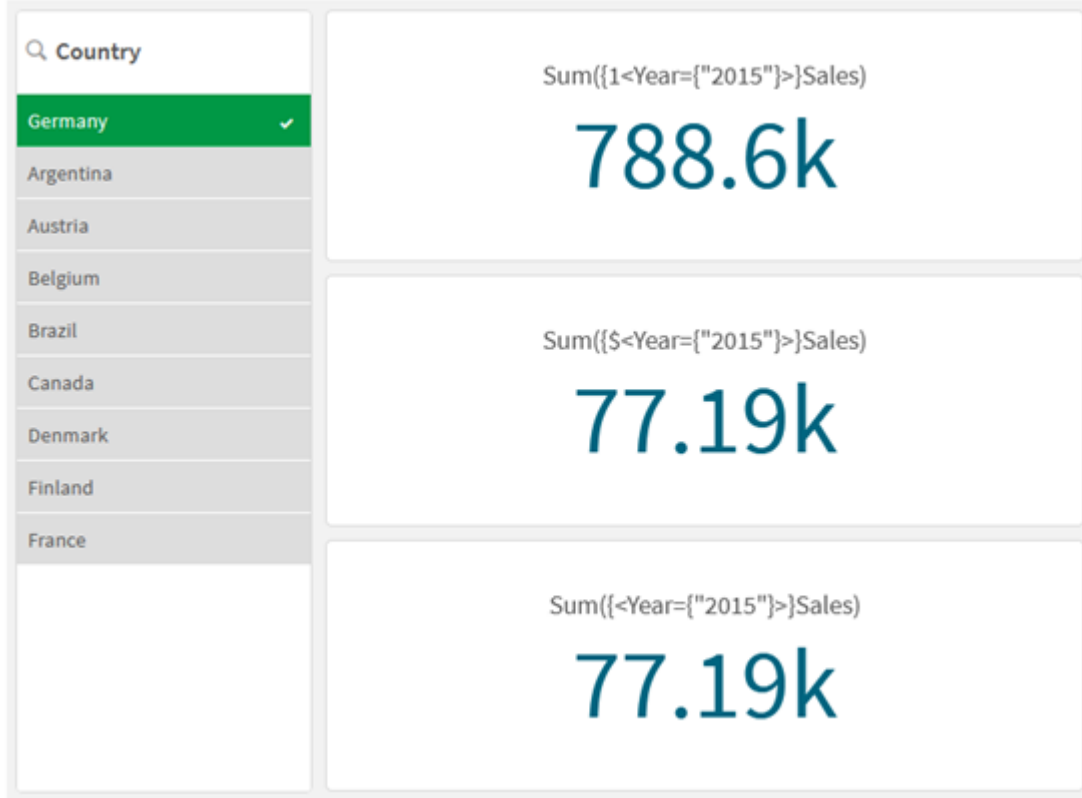 Country
Germany
Argentina
Austria
Belgium
Brazil
Canada
Denmark
Finland
France
Sum({1<Year={"2015"}>}Sales)
788.6k
Sum({$<Year={"2015"}>}Sales)
77.19k
Sum({<Year={"2015"}>}Sales)
77.19k